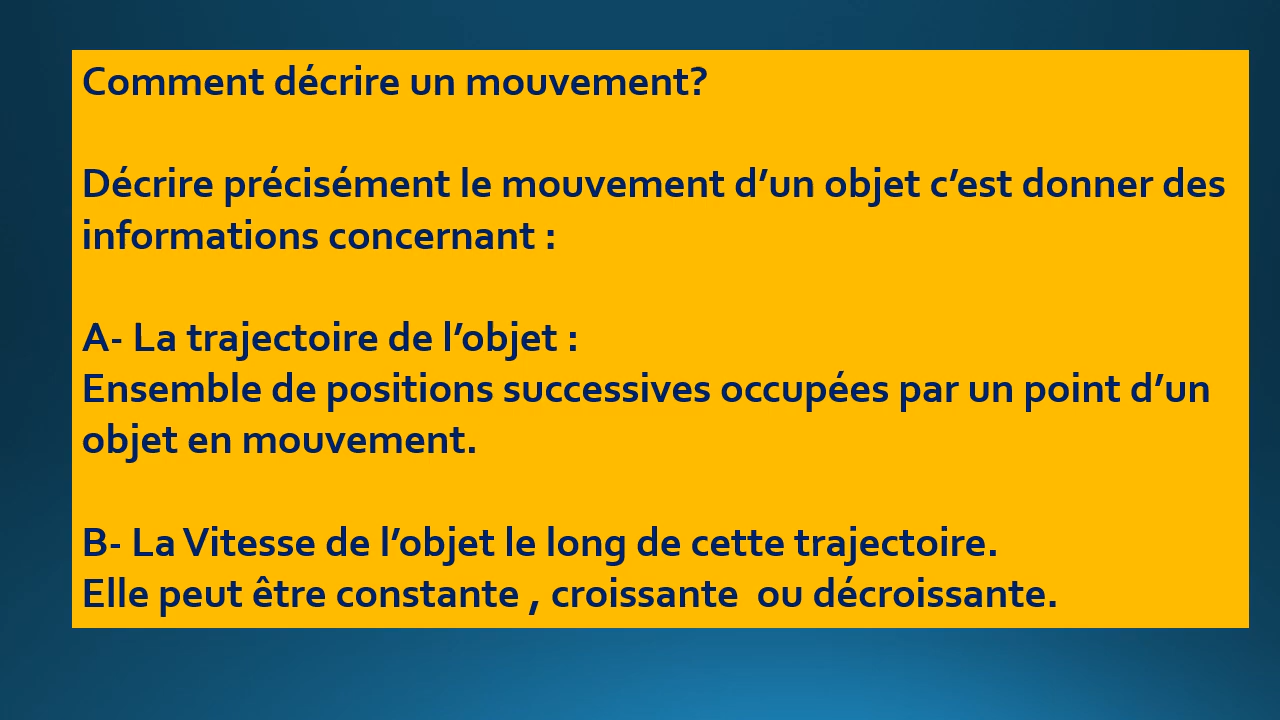 Comment décrire un mouvement?
Décrire précisément le mouvement d’un objet c’est donner des
informations concernant :
A- La trajectoire de l’objet :
Ensemble de positions successives occupées par un point d’un
objet en mouvement.
B- La Vitesse de l’objet le long de cette trajectoire.
Elle peut être constante , croissante  ou décroissante.